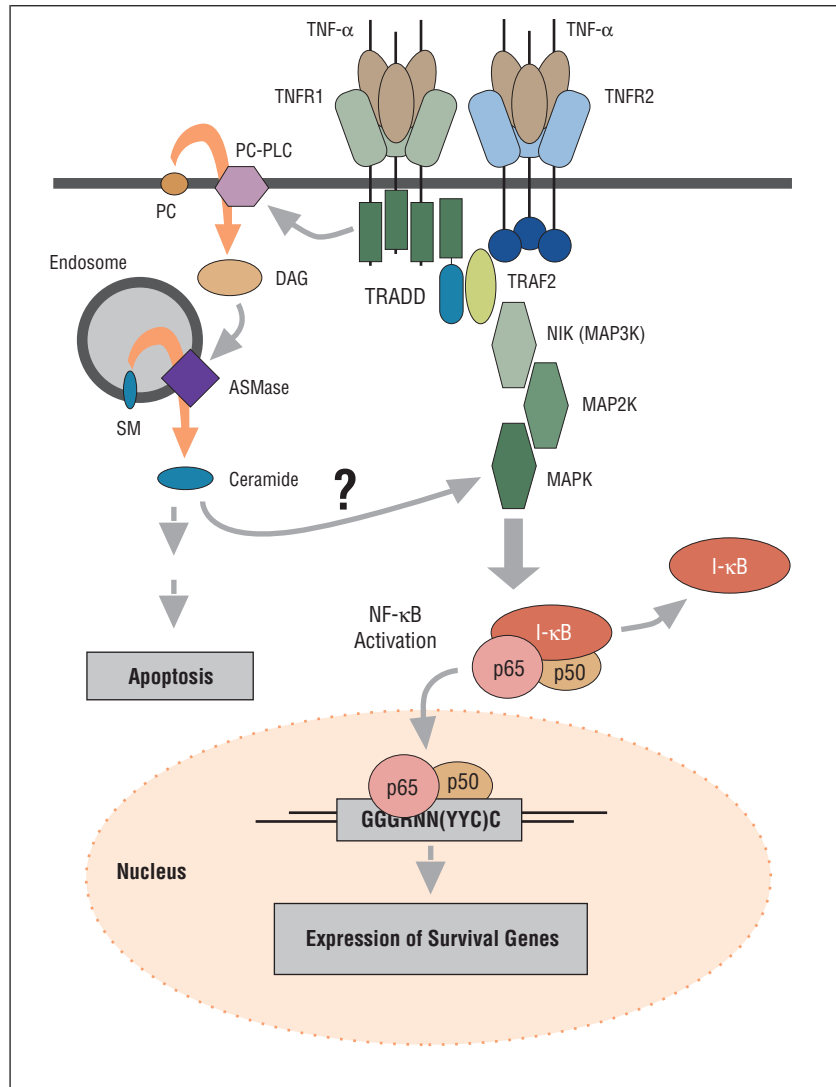 TNF-α
TNF-α
TNFR1
TNFR2
PC-PLC
PC
Endosome
DAG
TRADD
TRAF2
NIK (MAP3K)
ASMase
SM
MAP2K
Ceramide
?
MAPK
I-κB
NF-κB
Activation
I-κB
p65
p50
Apoptosis
p65
p50
GGGRNN(YYC)C
Nucleus
Expression of Survival Genes